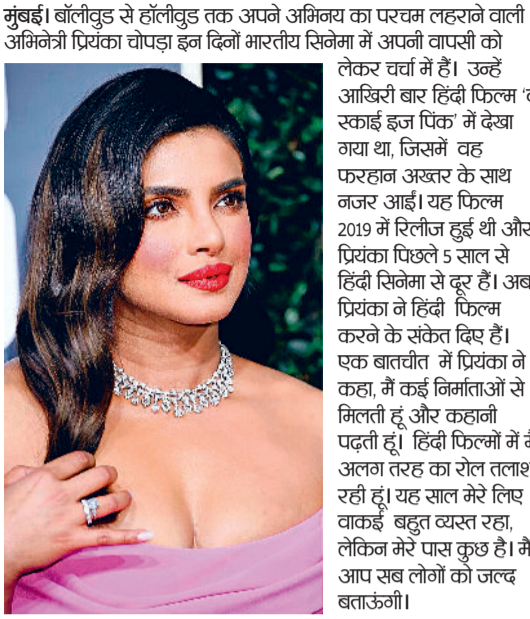 मुंबई। बॉलीवुड से हॉलीवुड तक अपने अभिनय का परचम लहराने वाली
अभिनेत्री प्रियंका चोपड़ा इन दिनों भारतीय सिनेमा में अपनी वापसी को
लेकर चर्चा में हैं। उन्हें
आखिरी बार हिंदी फिल्म
स्काई इज पिंक’ में देखा
गया था, जिसमें वह
फरहान अख्तर के साथ
नजर आईं। यह फिल्म
2019 में रिलीज हुई थी और
प्रियंका पिछले 5 साल से
हिंदी सिनेमा से दूर हैं। अब
प्रियंका ने हिंदी फिल्म
करने के संकेत दिए हैं।
एक बातचीत में प्रियंका ने
कहा, मैं कई निर्माताओं से
मिलती हूं और कहानी
पढ़ती हूं। हिंदी फिल्मों में
अलग तरह का रोल
रही हूं। यह साल मेरे लिए
वाकई बहुत व्यस्त रहा,
लेकिन मेरे पास कुछ है। मैं
आप सब लोगों को जल्द
बताऊंगी।